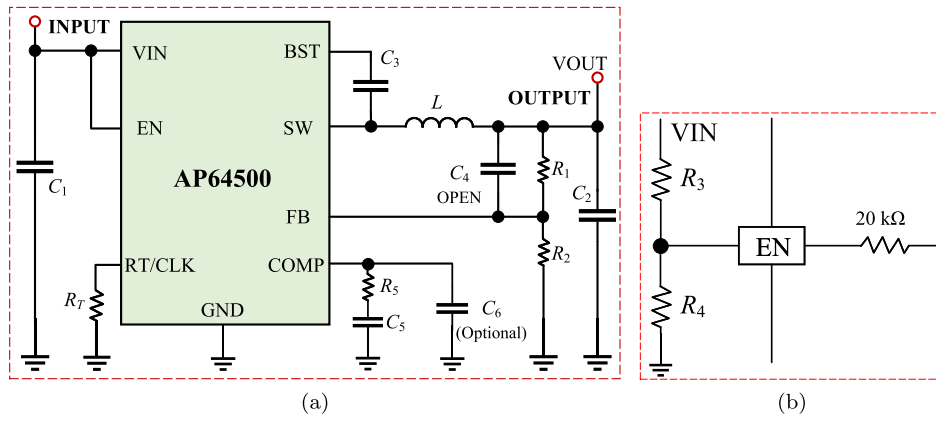 INPUT
VIN
BST
C3
VOUT
OUTPUT
L
EN
SW
AP64500
C1
C4
OPEN
R1
C2
FB
R2
RT/CLK
COMP
RT
R5
C6
(Optional)
C5
GND
(a)
VIN
R3
20 kΩ
EN
R4
(b)